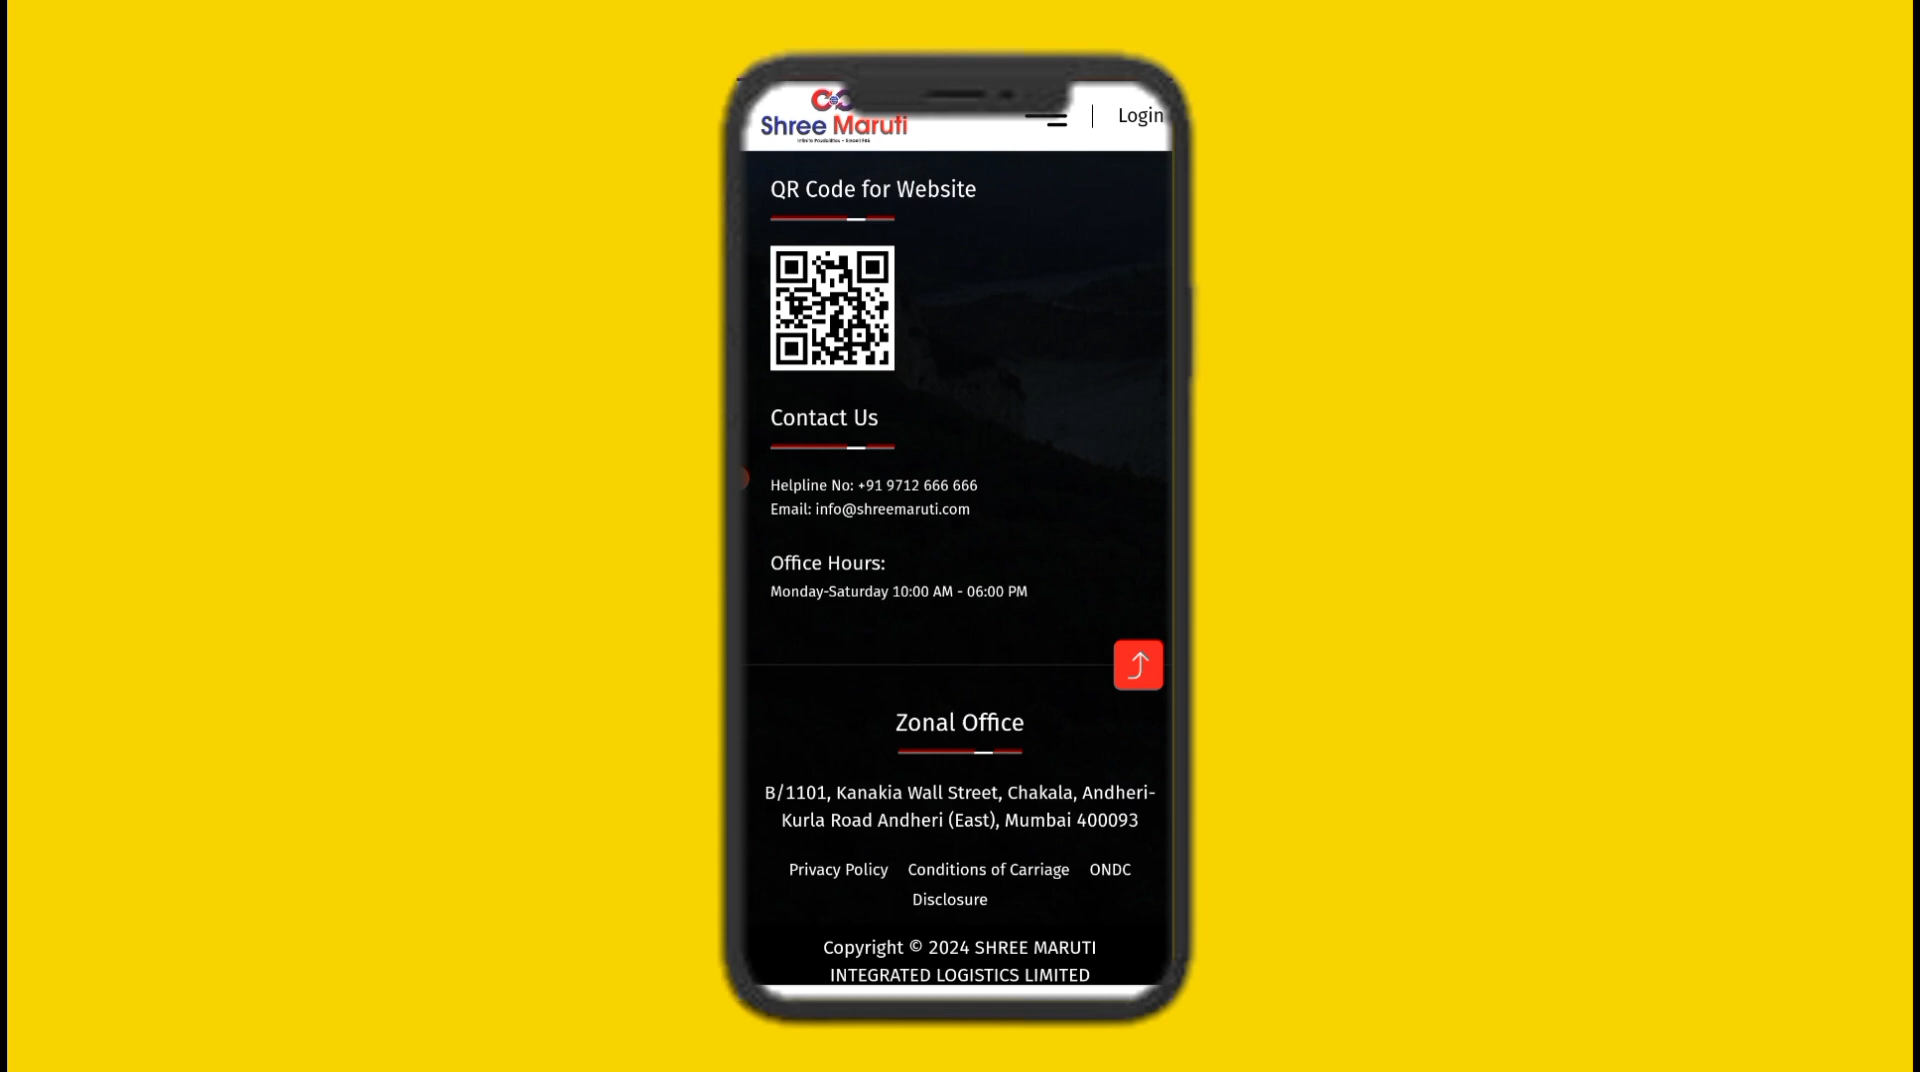 Shree Maruti
Login
QR Code for Website
Contact Us
Helpline No: +91 9712 666 666
Email: info@shreemaruti.com
Office Hours:
Monday-Saturday 10:00 AM - 06:00 PM
Zonal Office
B/1101, Kanakia Wall Street, Chakala, Andheri-
Kurla Road Andheri (East), Mumbai 400093
Privacy Policy Conditions of Carriage ONDC
Disclosure
Copyright © 2024 SHREE MARUTI
INTEGRATED LOGISTICS LIMITED